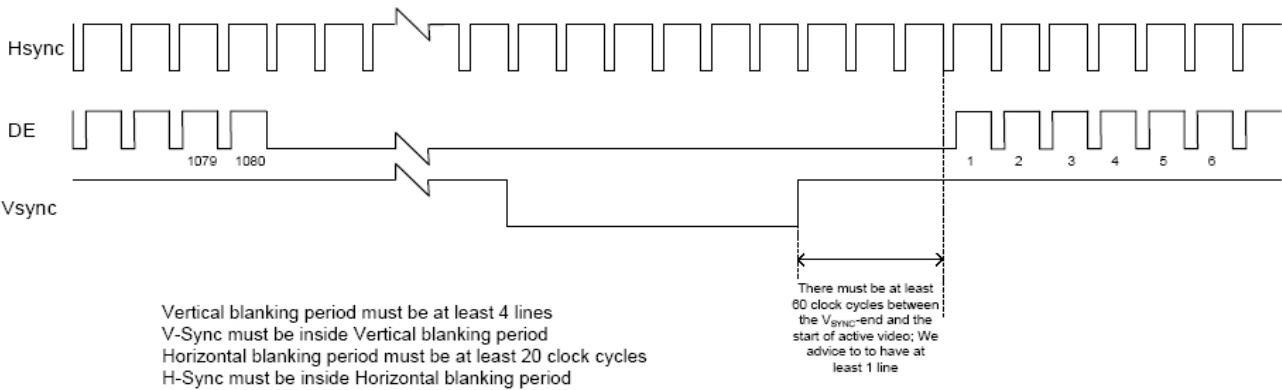 Hsync
DE
1079 1080
1 2 3 4 5 6
Vsync
There must be at least
60 clock cycles between
the VSYNC-end and the
start of active video; We
advice to to have at
least 1 line
Vertical blanking period must be at least 4 lines
V-Sync must be inside Vertical blanking period
Horizontal blanking period must be at least 20 clock cycles
H-Sync must be inside Horizontal blanking period